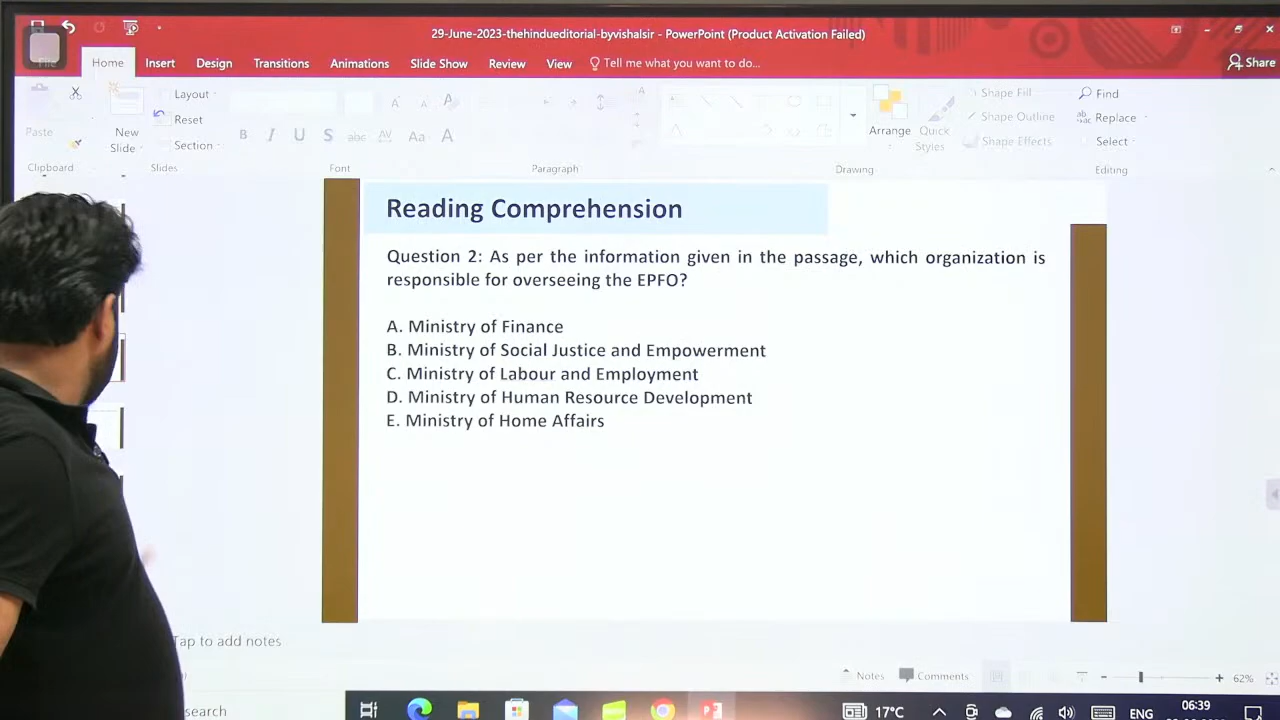 29-June-2023-thehindueditorial-byvishalsir - PowerPoint (Product Activation Failed)
File Home Insert Design Transitions Animations Slide Show Review View Tell me what you want to do... Share
Paste
New Slide
Layout
Reset
Section
B I U S abc AV Aa A
Arrange
Quick Styles
Shape Fill
Shape Outline
Shape Effects
Find
Replace
Select
Clipboard Slides Font Paragraph Drawing Editing
Reading Comprehension
Question 2: As per the information given in the passage, which organization is
responsible for overseeing the EPFO?
A. Ministry of Finance
B. Ministry of Social Justice and Empowerment
C. Ministry of Labour and Employment
D. Ministry of Human Resource Development
E. Ministry of Home Affairs
Tap to add notes
Notes Comments 62%
search
17°C ENG 06:39